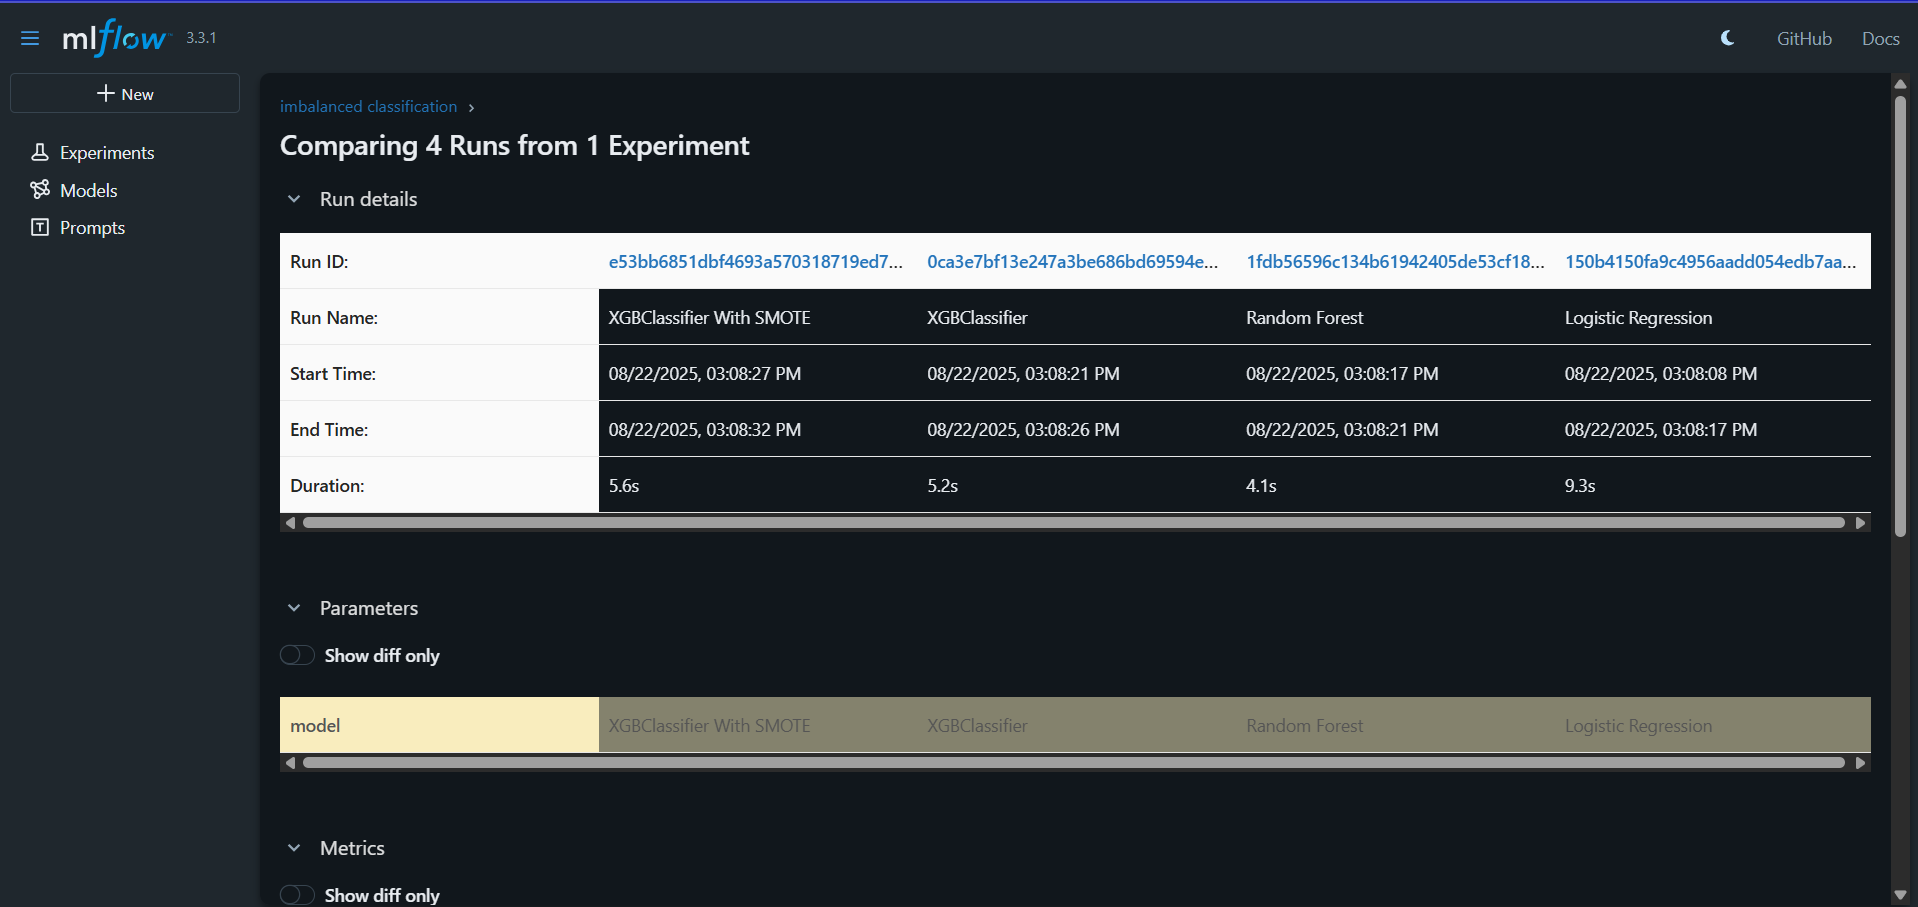 mlflow™ 3.3.1
GitHub Docs
New
Experiments
Models
Prompts
imbalanced classification
Comparing 4 Runs from 1 Experiment
Run details
Run ID: e53bb6851dbf4693a570318719ed7... 0ca3e7bf13e247a3be686bd69594e... 1fdb56596c134b61942405de53cf18... 150b4150fa9c4956aadd054edb7aa...
Run Name: XGBClassifier With SMOTE XGBClassifier Random Forest Logistic Regression
Start Time: 08/22/2025, 03:08:27 PM 08/22/2025, 03:08:21 PM 08/22/2025, 03:08:17 PM 08/22/2025, 03:08:08 PM
End Time: 08/22/2025, 03:08:32 PM 08/22/2025, 03:08:26 PM 08/22/2025, 03:08:21 PM 08/22/2025, 03:08:17 PM
Duration: 5.6s 5.2s 4.1s 9.3s
Parameters
Show diff only
model XGBClassifier With SMOTE XGBClassifier Random Forest Logistic Regression
Metrics
Show diff only